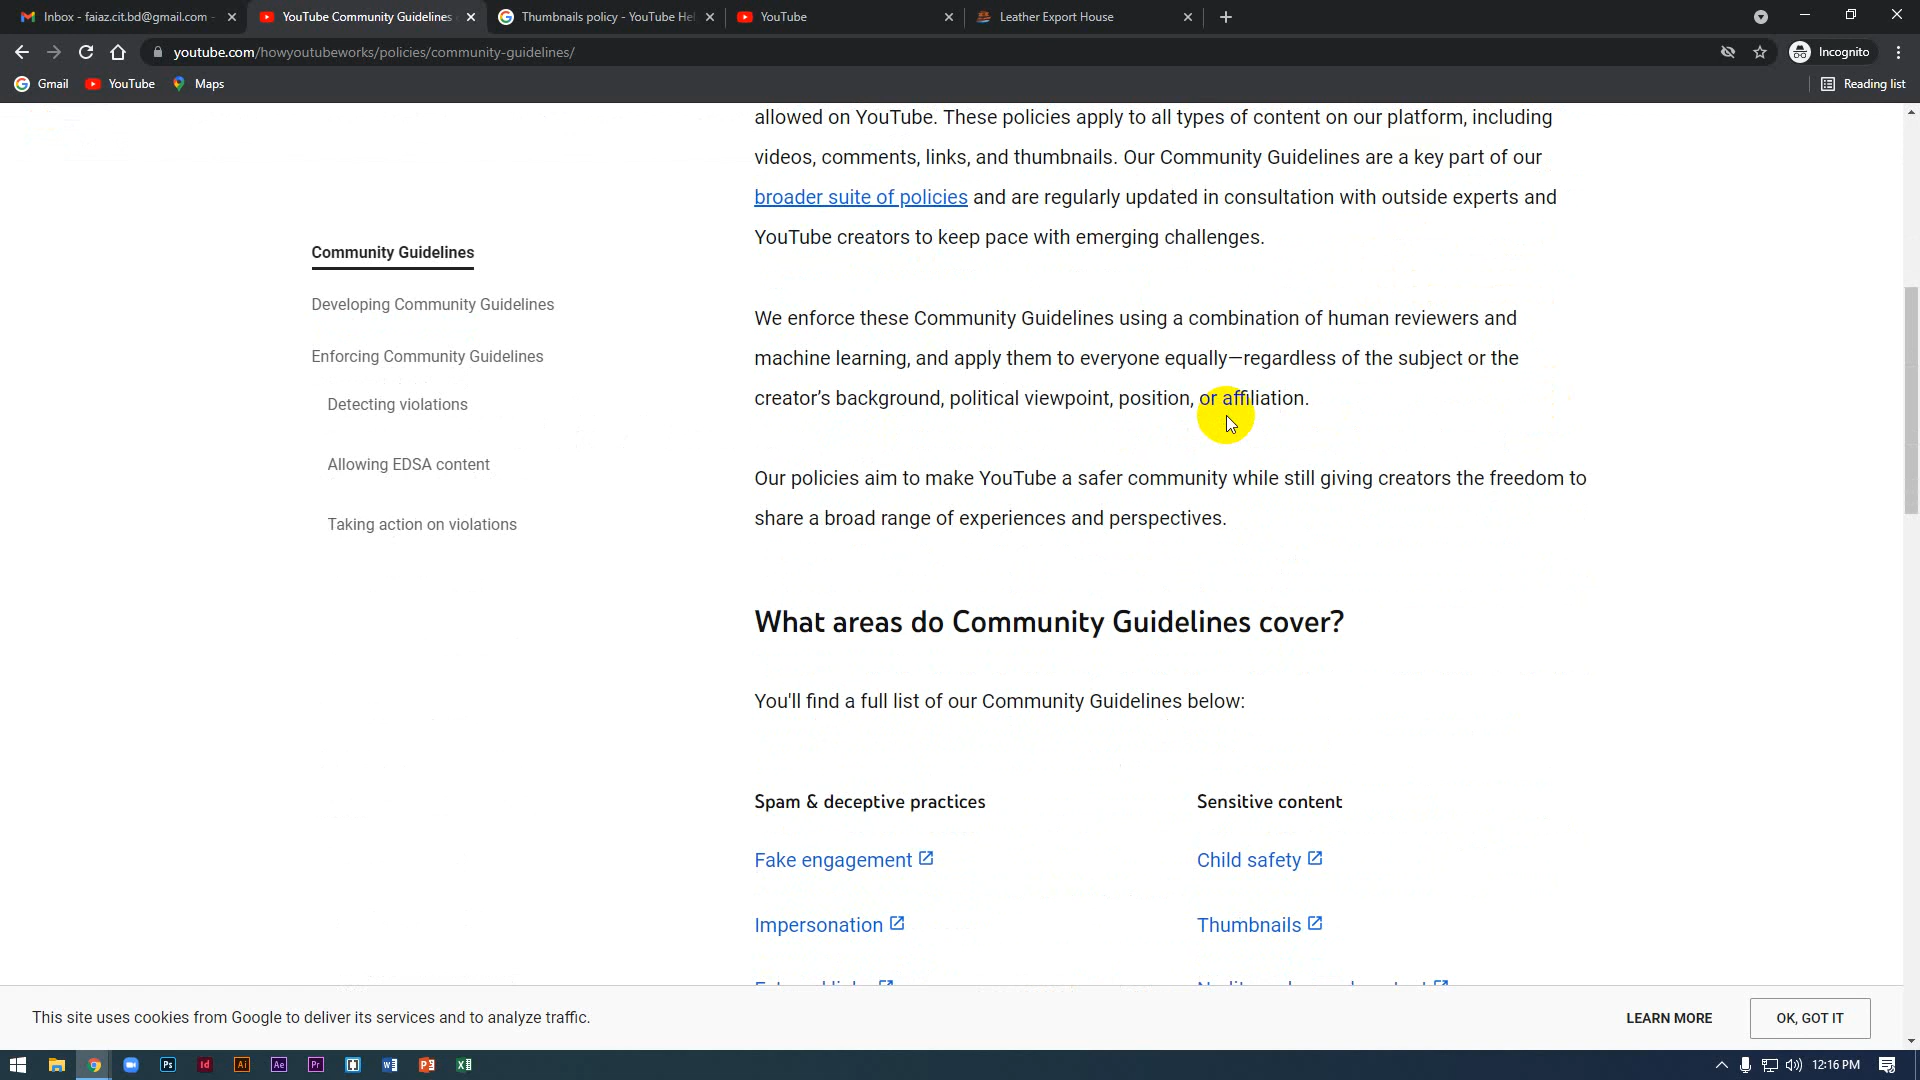 Inbox - faiaz.cit.bd@gmail.com -
YouTube Community Guidelines
Thumbnails policy - YouTube Hel
YouTube
Leather Export House
youtube.com/howyoutubeworks/policies/community-guidelines/
Incognito
Gmail
YouTube
Maps
Reading list
allowed on YouTube. These policies apply to all types of content on our platform, including
videos, comments, links, and thumbnails. Our Community Guidelines are a key part of our
broader suite of policies and are regularly updated in consultation with outside experts and
YouTube creators to keep pace with emerging challenges.
Community Guidelines
Developing Community Guidelines
Enforcing Community Guidelines
Detecting violations
Allowing EDSA content
Taking action on violations
We enforce these Community Guidelines using a combination of human reviewers and
machine learning, and apply them to everyone equally—regardless of the subject or the
creator’s background, political viewpoint, position, or affiliation.
Our policies aim to make YouTube a safer community while still giving creators the freedom to
share a broad range of experiences and perspectives.
What areas do Community Guidelines cover?
You'll find a full list of our Community Guidelines below:
Spam & deceptive practices
Fake engagement
Impersonation
Sensitive content
Child safety
Thumbnails
This site uses cookies from Google to deliver its services and to analyze traffic.
LEARN MORE
OK, GOT IT
Ps
Id
Ai
Ae
Pr
12:16 PM